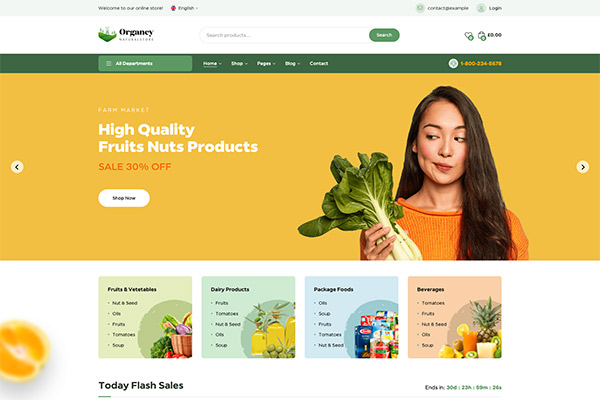 Welcome to our online store!
English
contact@example
Login
Organey
NATURALSTORE
Search products...
Search
£0.00
All Departments
Home
Shop
Pages
Blog
Contact
1-800-234-5678
FARM MARKET
High Quality
Fruits Nuts Products
SALE 30% OFF
Shop Now
Fruits & Vetetables
Nut & Seed
Oils
Fruits
Tomatoes
Soup
Dairy Products
Fruits
Tomatoes
Nut & Seed
Oils
Soup
Package Foods
Oils
Soup
Fruits
Nut & Seed
Tomatoes
Beverages
Tomatoes
Fruits
Nut & Seed
Oils
Soup
Today Flash Sales
Ends in: 30d : 23h : 59m : 26s